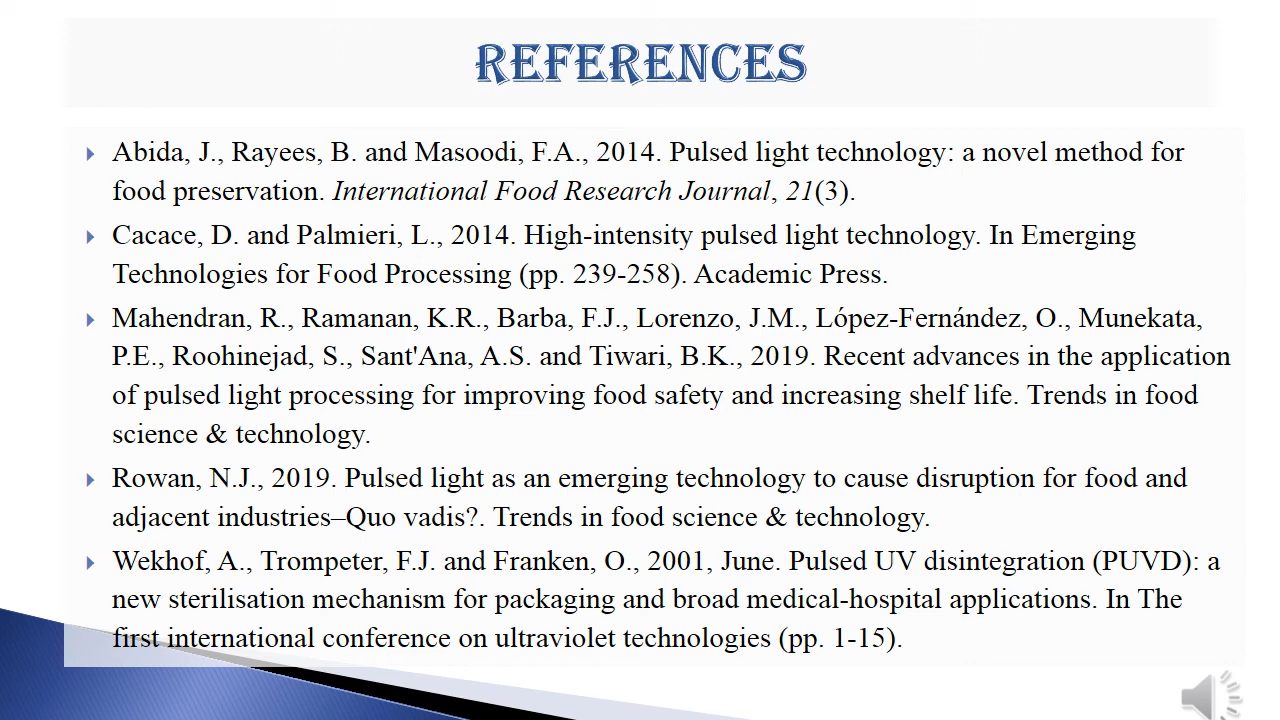 REFERENCES
Abida, J., Rayees, B. and Masoodi, F.A., 2014. Pulsed light technology: a novel method for
food preservation. International Food Research Journal, 21(3).
Cacace, D. and Palmieri, L., 2014. High-intensity pulsed light technology. In Emerging
Technologies for Food Processing (pp. 239-258). Academic Press.
Mahendran, R., Ramanan, K.R., Barba, F.J., Lorenzo, J.M., López-Fernández, O., Munekata,
P.E., Roohinejad, S., Sant'Ana, A.S. and Tiwari, B.K., 2019. Recent advances in the application
of pulsed light processing for improving food safety and increasing shelf life. Trends in food
science & technology.
Rowan, N.J., 2019. Pulsed light as an emerging technology to cause disruption for food and
adjacent industries–Quo vadis?. Trends in food science & technology.
Wekhof, A., Trompeter, F.J. and Franken, O., 2001, June. Pulsed UV disintegration (PUVD): a
new sterilisation mechanism for packaging and broad medical-hospital applications. In The
first international conference on ultraviolet technologies (pp. 1-15).